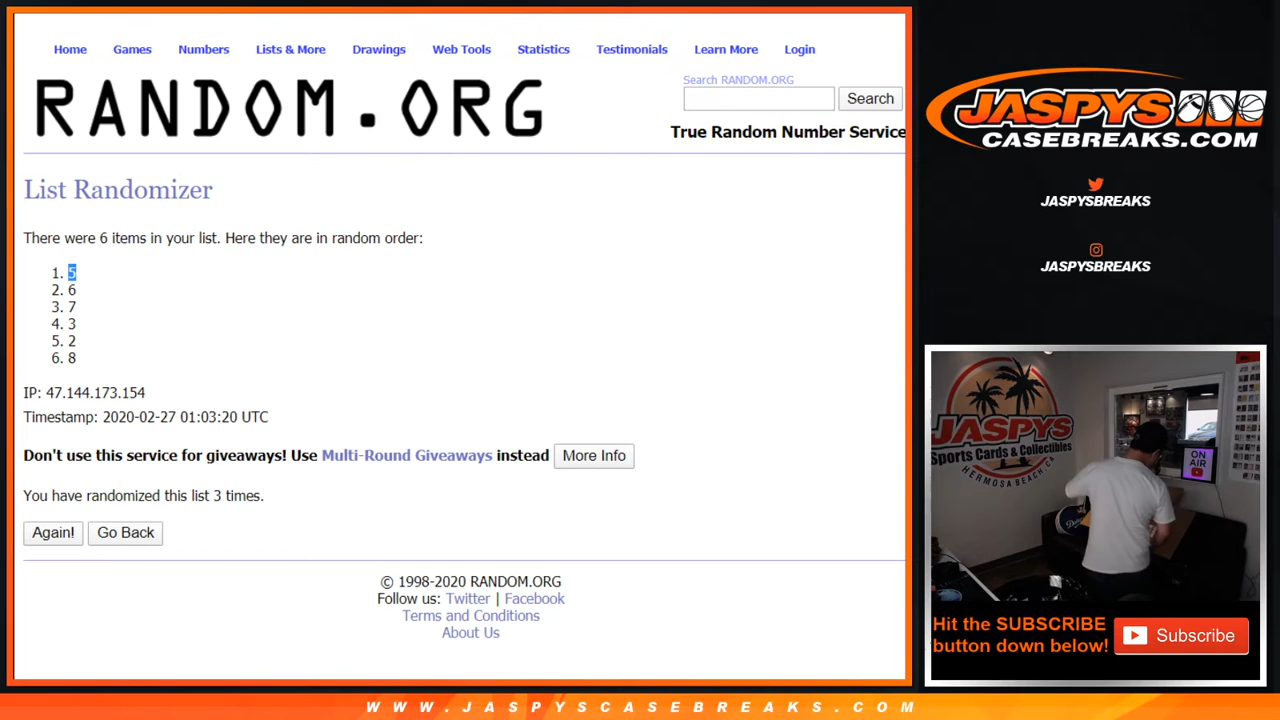 Home Games Numbers Lists & More Drawings Web Tools Statistics Testimonials Learn More Login
RANDOM.ORG
Search RANDOM.ORG
Search
True Random Number Service
List Randomizer
There were 6 items in your list. Here they are in random order:
1. 5
2. 6
3. 7
4. 3
5. 2
6. 8
IP: 47.144.173.154
Timestamp: 2020-02-27 01:03:20 UTC
Don't use this service for giveaways! Use Multi-Round Giveaways instead More Info
You have randomized this list 3 times.
Again! Go Back
© 1998-2020 RANDOM.ORG
Follow us: Twitter | Facebook
Terms and Conditions
About Us
JASPYS
CASEBREAKS.COM
JASPYSBREAKS
JASPYSBREAKS
JASPYS
Sports Cards & Collectibles
HERMOSA BEACH, CA
ON
AIR
Hit the SUBSCRIBE
button down below!
Subscribe
WWW.JASPYSCASEBREAKS.COM